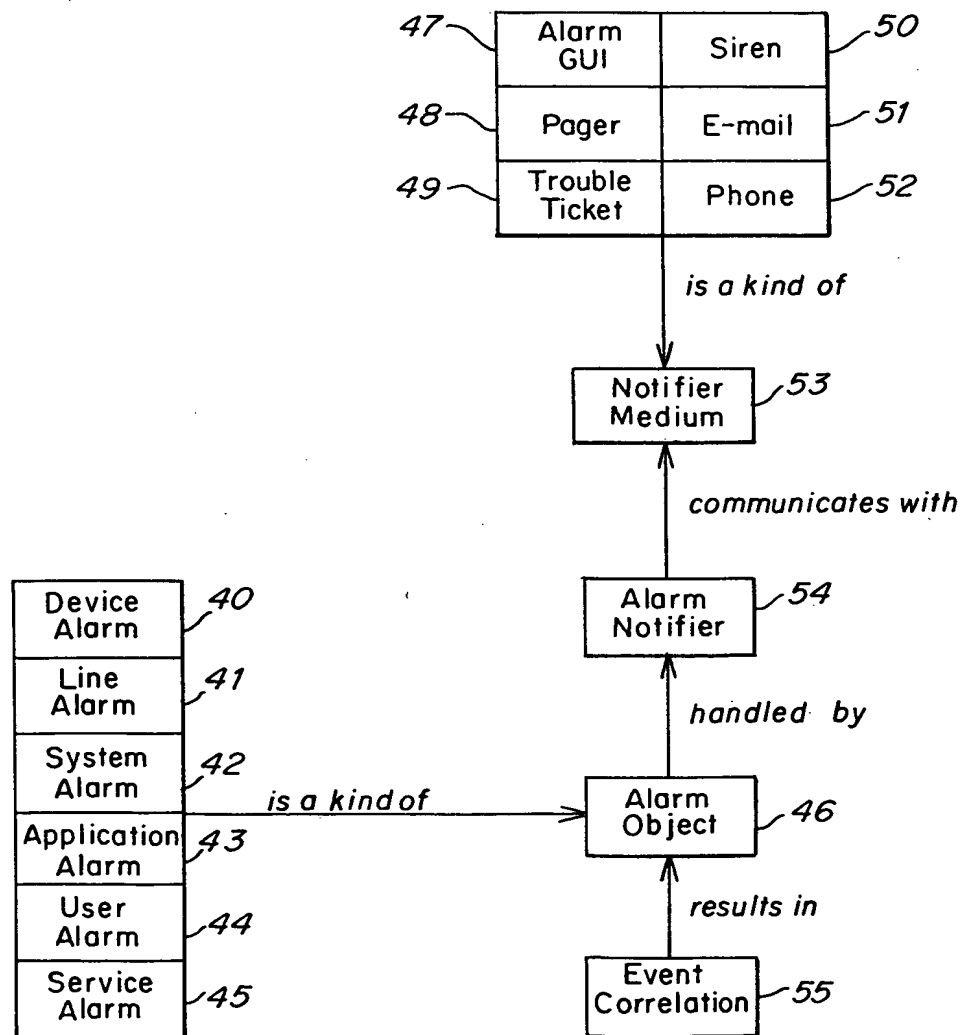 47
Alarm
GUI
Siren
50
48
Pager
E-mail
51
49
Trouble
Ticket
Phone
52
is a kind of
Notifier
Medium
53
communicates with
Alarm
Notifier
54
handled by
Device
Alarm
40
Line
Alarm
41
System
Alarm
42
is a kind of
Alarm
Object
46
Application
Alarm
43
User
Alarm
44
results in
Service
Alarm
45
Event
Correlation
55